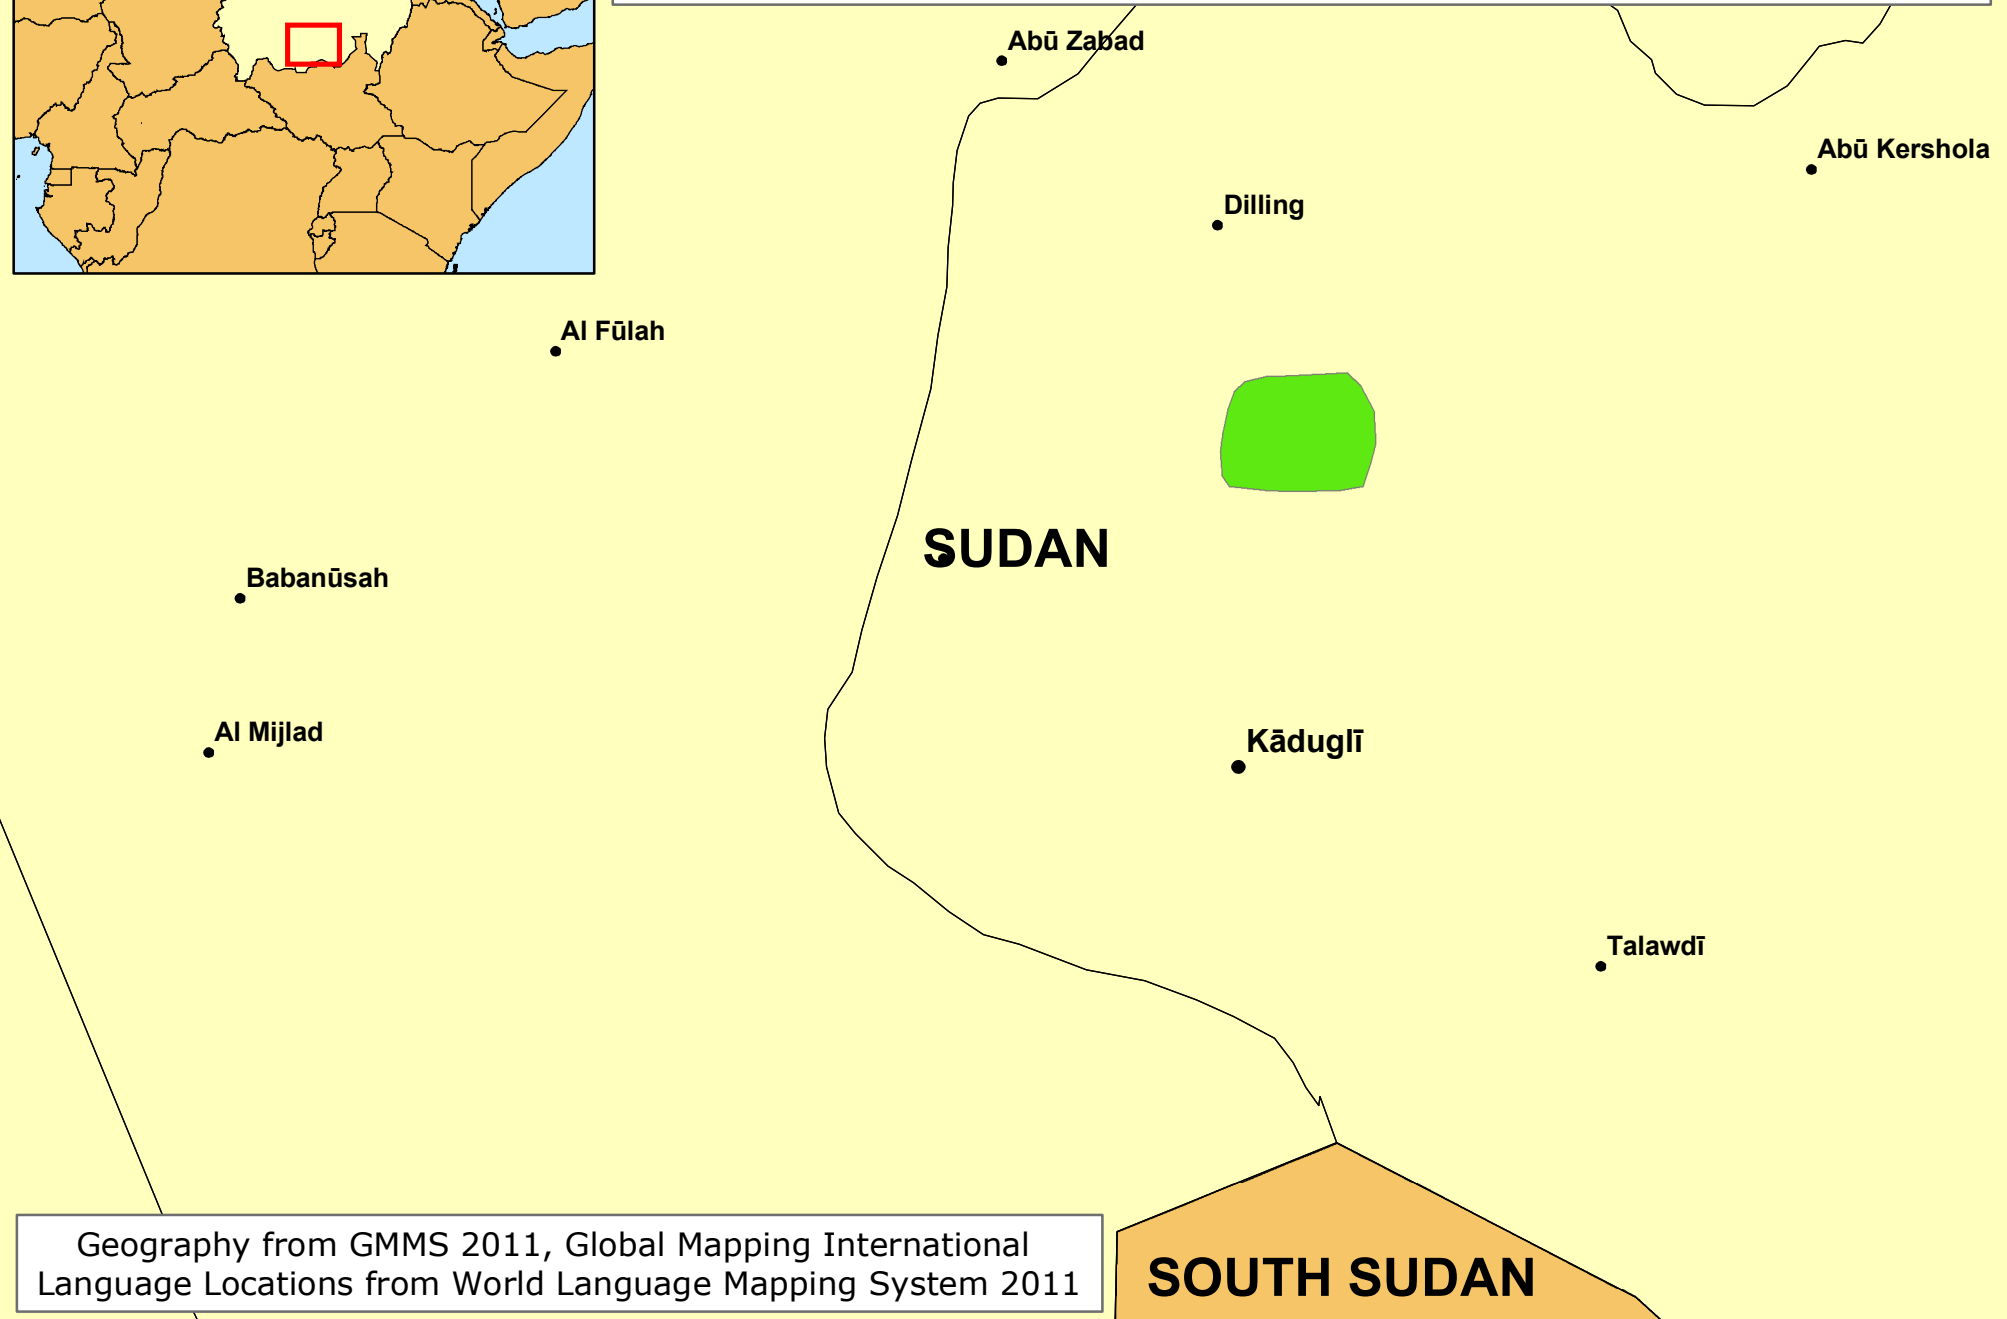 Abū Zabad
Abū Kershola
Dilling
Al Fūlah
SUDAN
Babanūsah
Al Mijlad
Kāduglī
Talawdī
Geography from GMMS 2011, Global Mapping International
Language Locations from World Language Mapping System 2011
SOUTH SUDAN